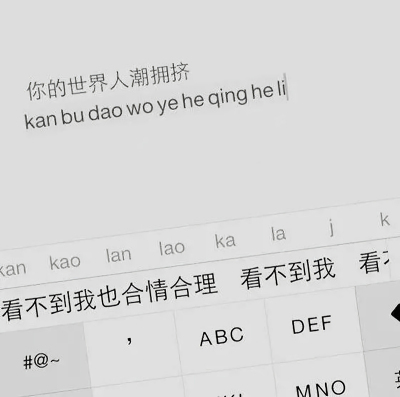 你的世界人潮拥挤
kan bu dao wo ye he qing he li
kan kao lan lao ka la j k
看不到我也合情合理 看不到我 看不
#@~ , ABC DEF
MNO